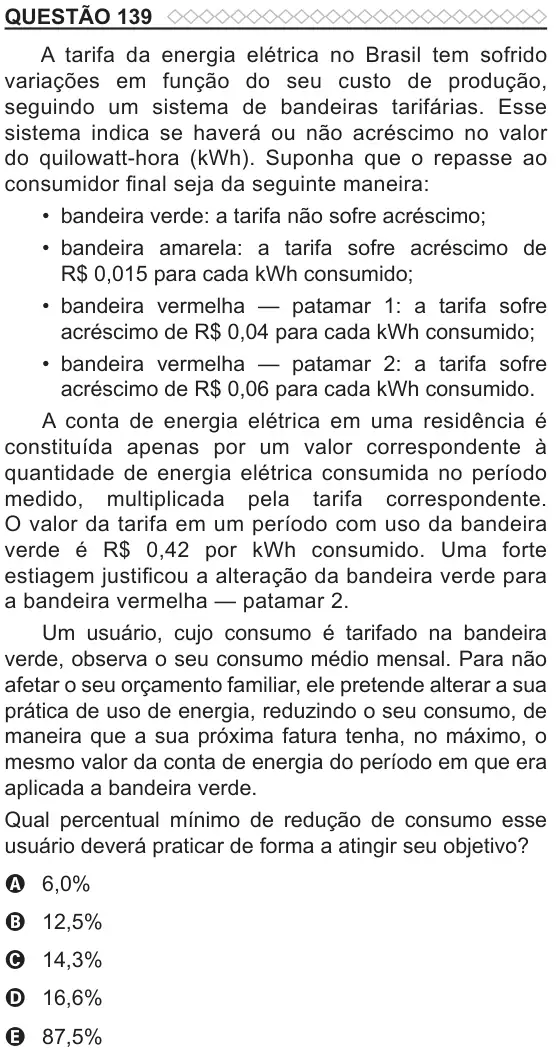 QUESTÃO 139
A tarifa da energia elétrica no Brasil tem sofrido
variações em função do seu custo de produção,
seguindo um sistema de bandeiras tarifárias. Esse
sistema indica se haverá ou não acréscimo no valor
do quilowatt-hora (kWh). Suponha que o repasse ao
consumidor final seja da seguinte maneira:
• bandeira verde: a tarifa não sofre acréscimo;
• bandeira amarela: a tarifa sofre acréscimo de
R$ 0,015 para cada kWh consumido;
• bandeira vermelha — patamar 1: a tarifa sofre
acréscimo de R$ 0,04 para cada kWh consumido;
• bandeira vermelha — patamar 2: a tarifa sofre
acréscimo de R$ 0,06 para cada kWh consumido.
A conta de energia elétrica em uma residência é
constituída apenas por um valor correspondente à
quantidade de energia elétrica consumida no período
medido, multiplicada pela tarifa correspondente.
O valor da tarifa em um período com uso da bandeira
verde é R$ 0,42 por kWh consumido. Uma forte
estiagem justificou a alteração da bandeira verde para
a bandeira vermelha — patamar 2.
Um usuário, cujo consumo é tarifado na bandeira
verde, observa o seu consumo médio mensal. Para não
afetar o seu orçamento familiar, ele pretende alterar a sua
prática de uso de energia, reduzindo o seu consumo, de
maneira que a sua próxima fatura tenha, no máximo, o
mesmo valor da conta de energia do período em que era
aplicada a bandeira verde.
Qual percentual mínimo de redução de consumo esse
usuário deverá praticar de forma a atingir seu objetivo?
A 6,0%
B 12,5%
C 14,3%
D 16,6%
E 87,5%